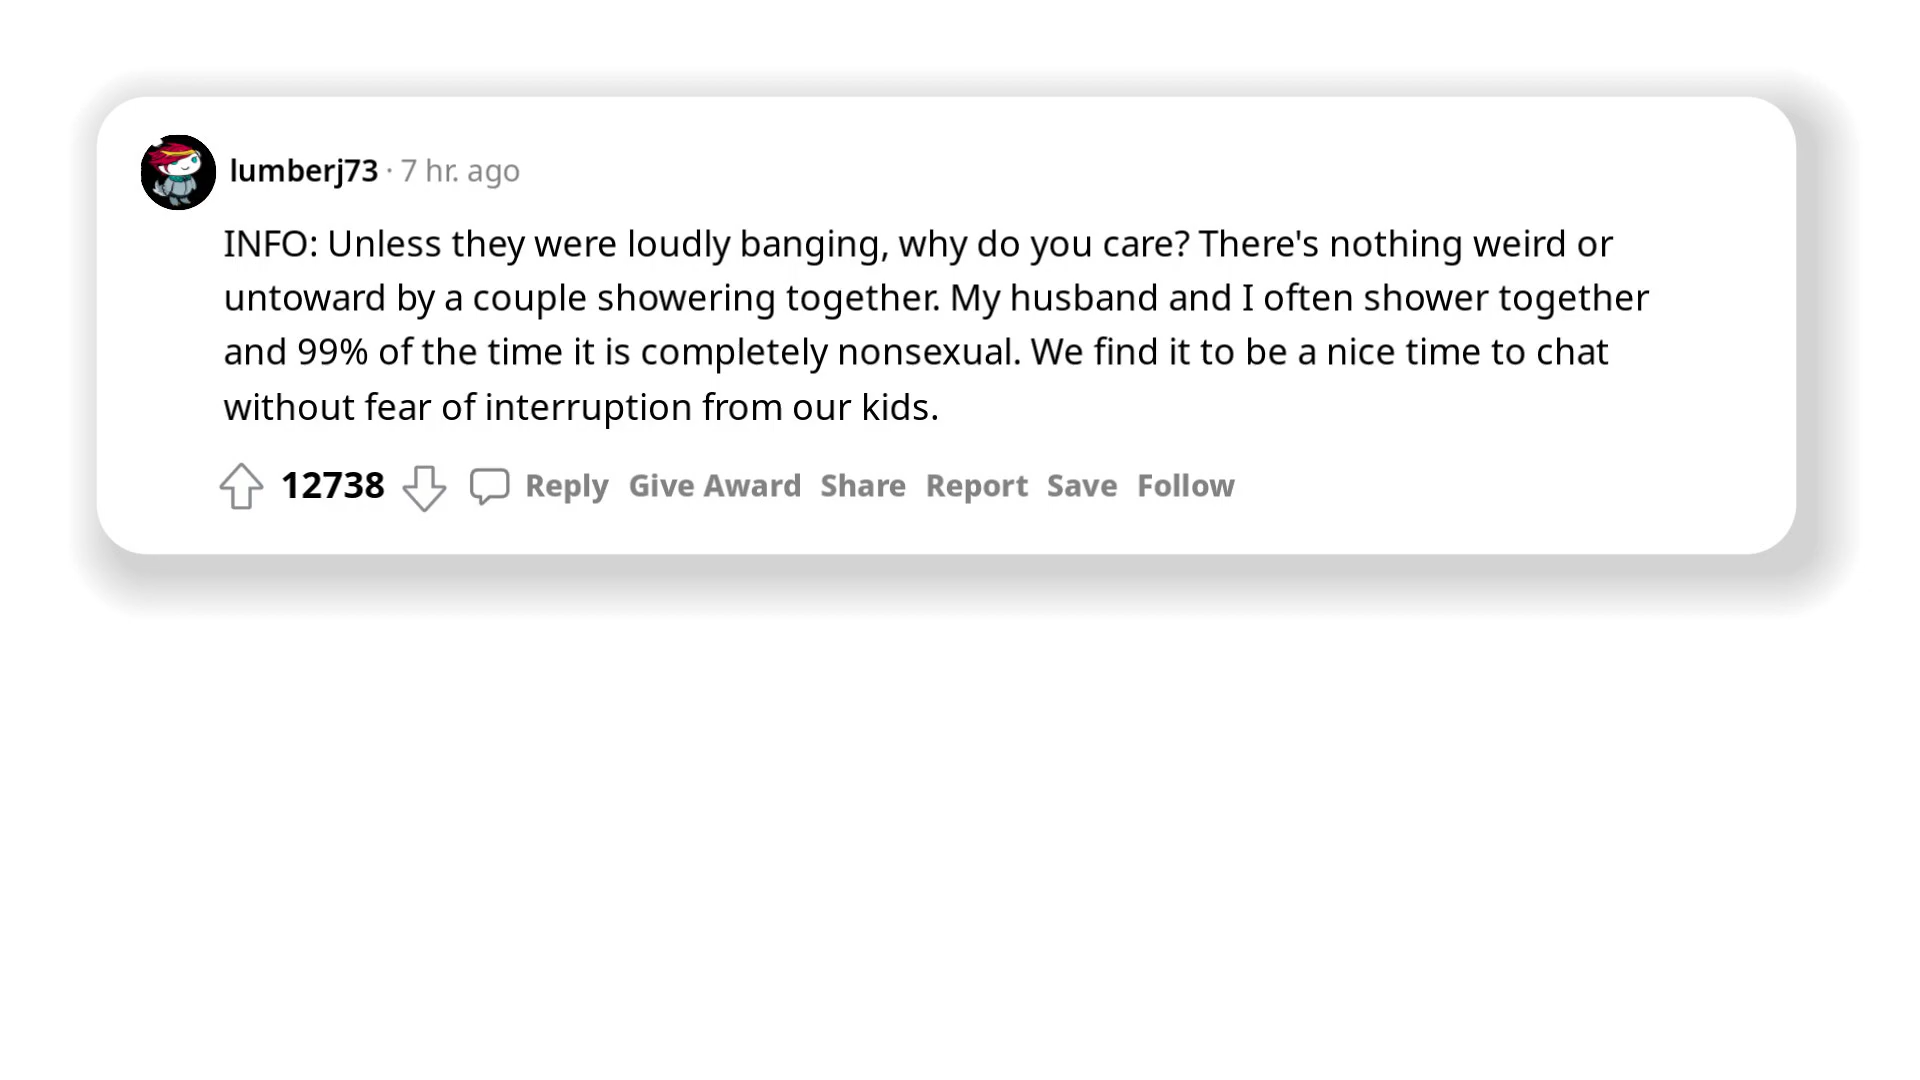 lumberj73 · 7 hr. ago
INFO: Unless they were loudly banging, why do you care? There's nothing weird or
untoward by a couple showering together. My husband and I often shower together
and 99% of the time it is completely nonsexual. We find it to be a nice time to chat
without fear of interruption from our kids.
12738 Reply Give Award Share Report Save Follow